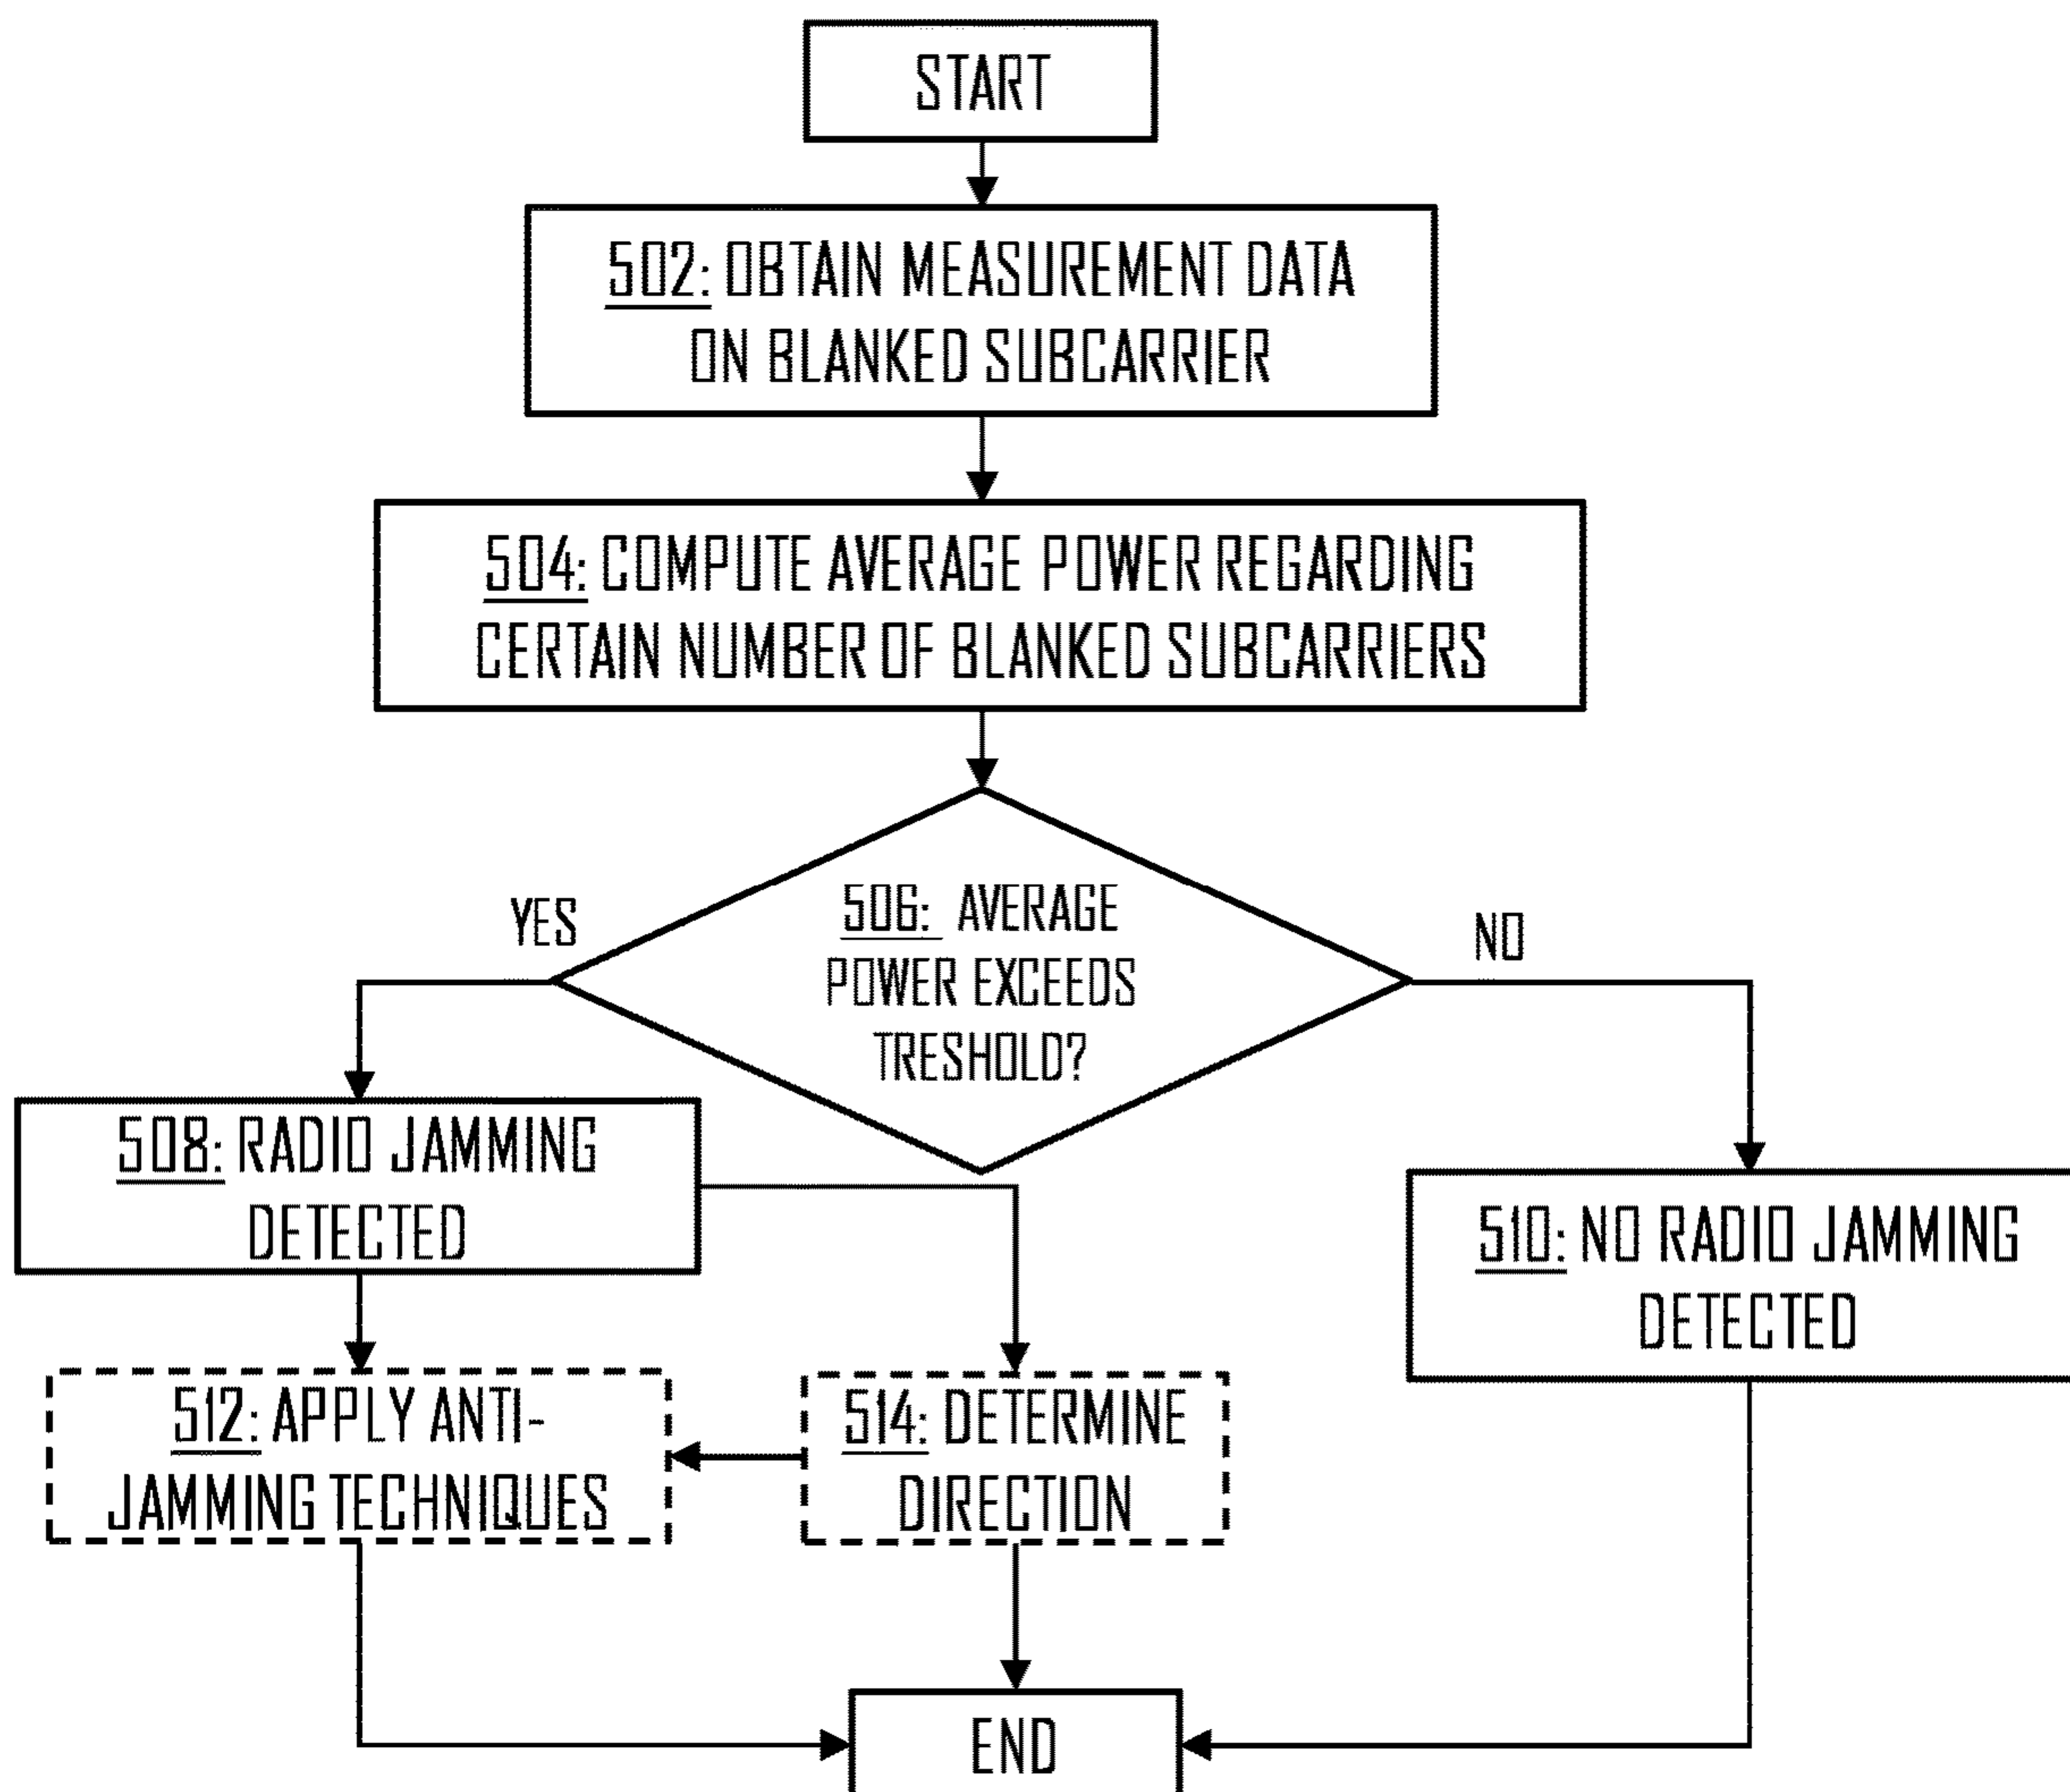 START
502: OBTAIN MEASUREMENT DATA
ON BLANKED SUBCARRIER
504: COMPUTE AVERAGE POWER REGARDING
CERTAIN NUMBER OF BLANKED SUBCARRIERS
506: AVERAGE
POWER EXCEEDS
TRESHOLD?
YES
NO
508: RADIO JAMMING
DETECTED
510: NO RADIO JAMMING
DETECTED
512: APPLY ANTI-
JAMMING TECHNIQUES
514: DETERMINE
DIRECTION
END